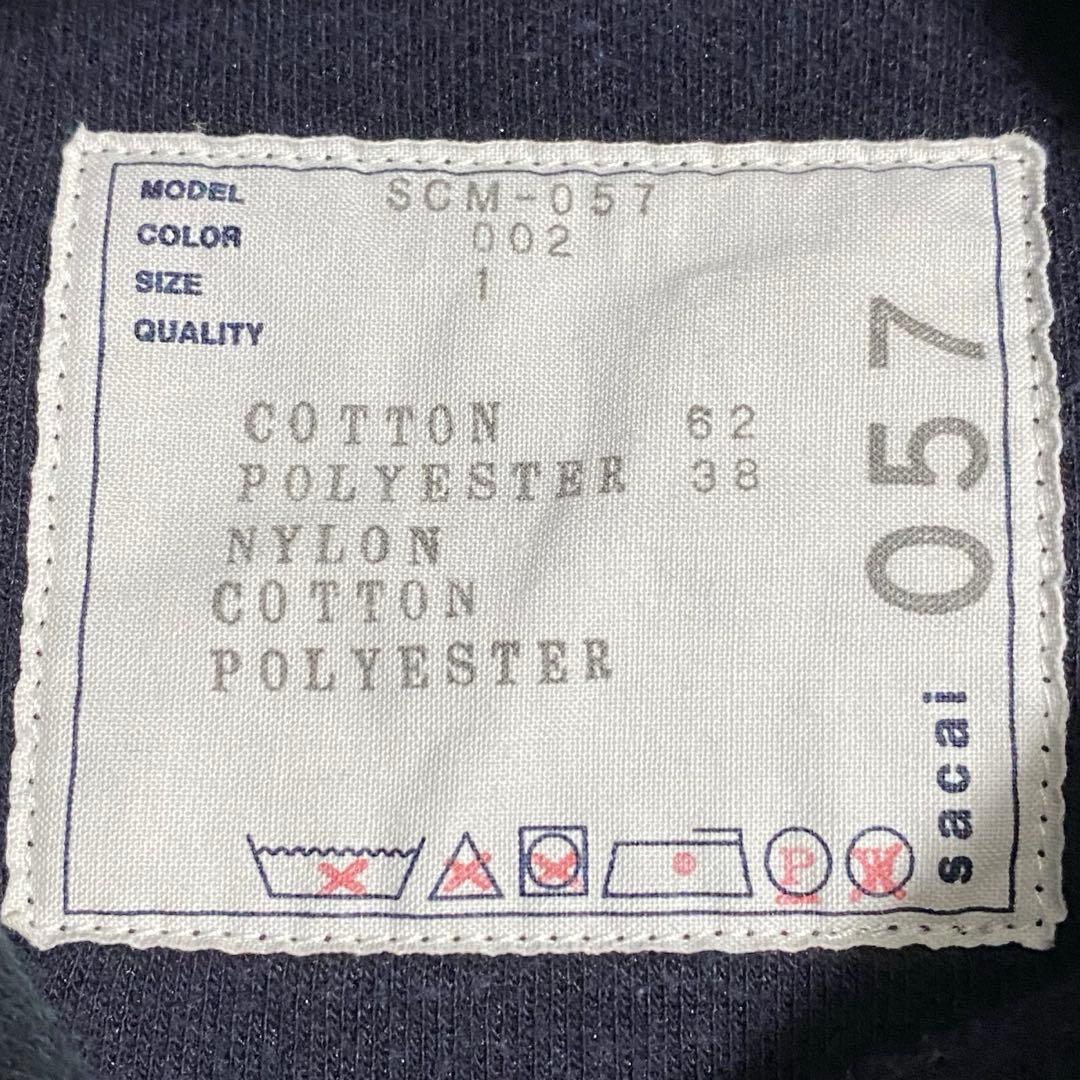 MODEL SCM-057
COLOR 002
SIZE 1
QUALITY
COTTON 62
POLYESTER 38
NYLON
COTTON
POLYESTER
P W
sacai 057